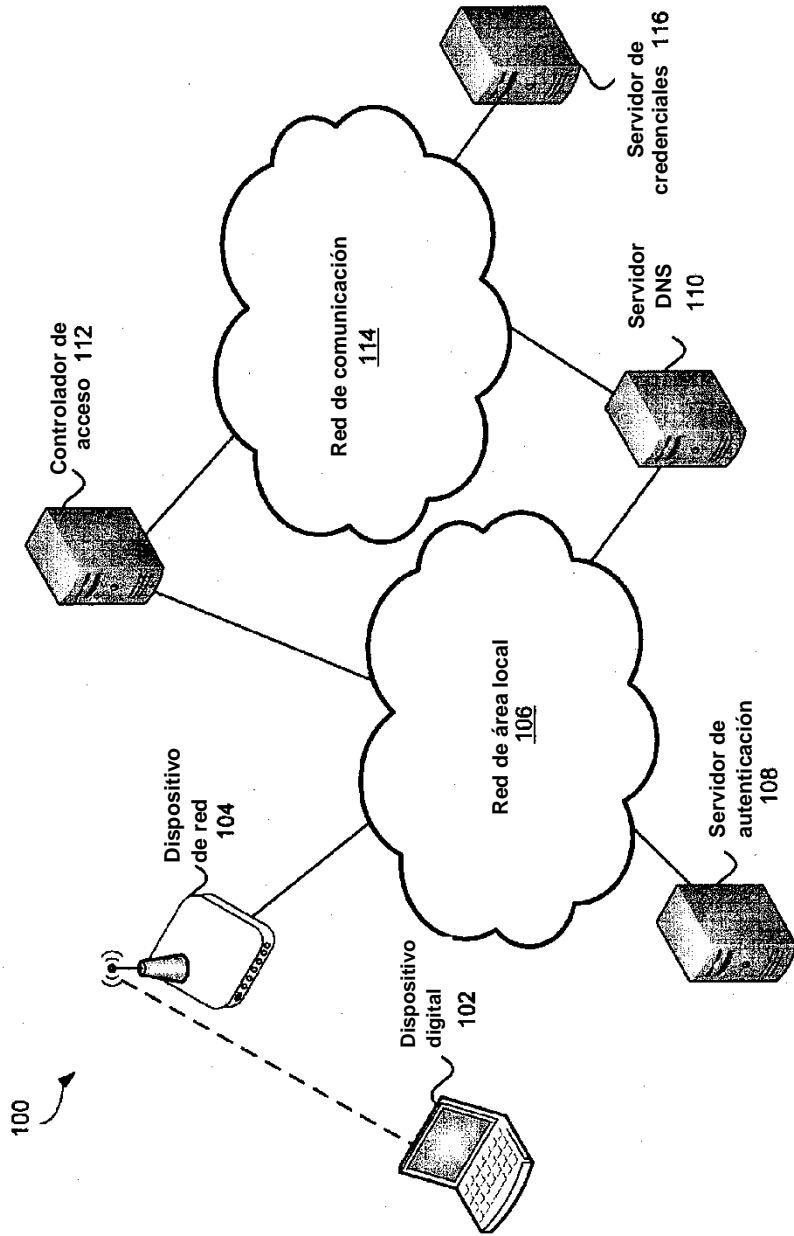 100
Dispositivo
digital
102
Dispositivo
de red
104
Controlador de
acceso 112
Red de área local
106
Red de comunicación
114
Servidor de
autenticación
108
Servidor
DNS
110
Servidor de
credenciales 116